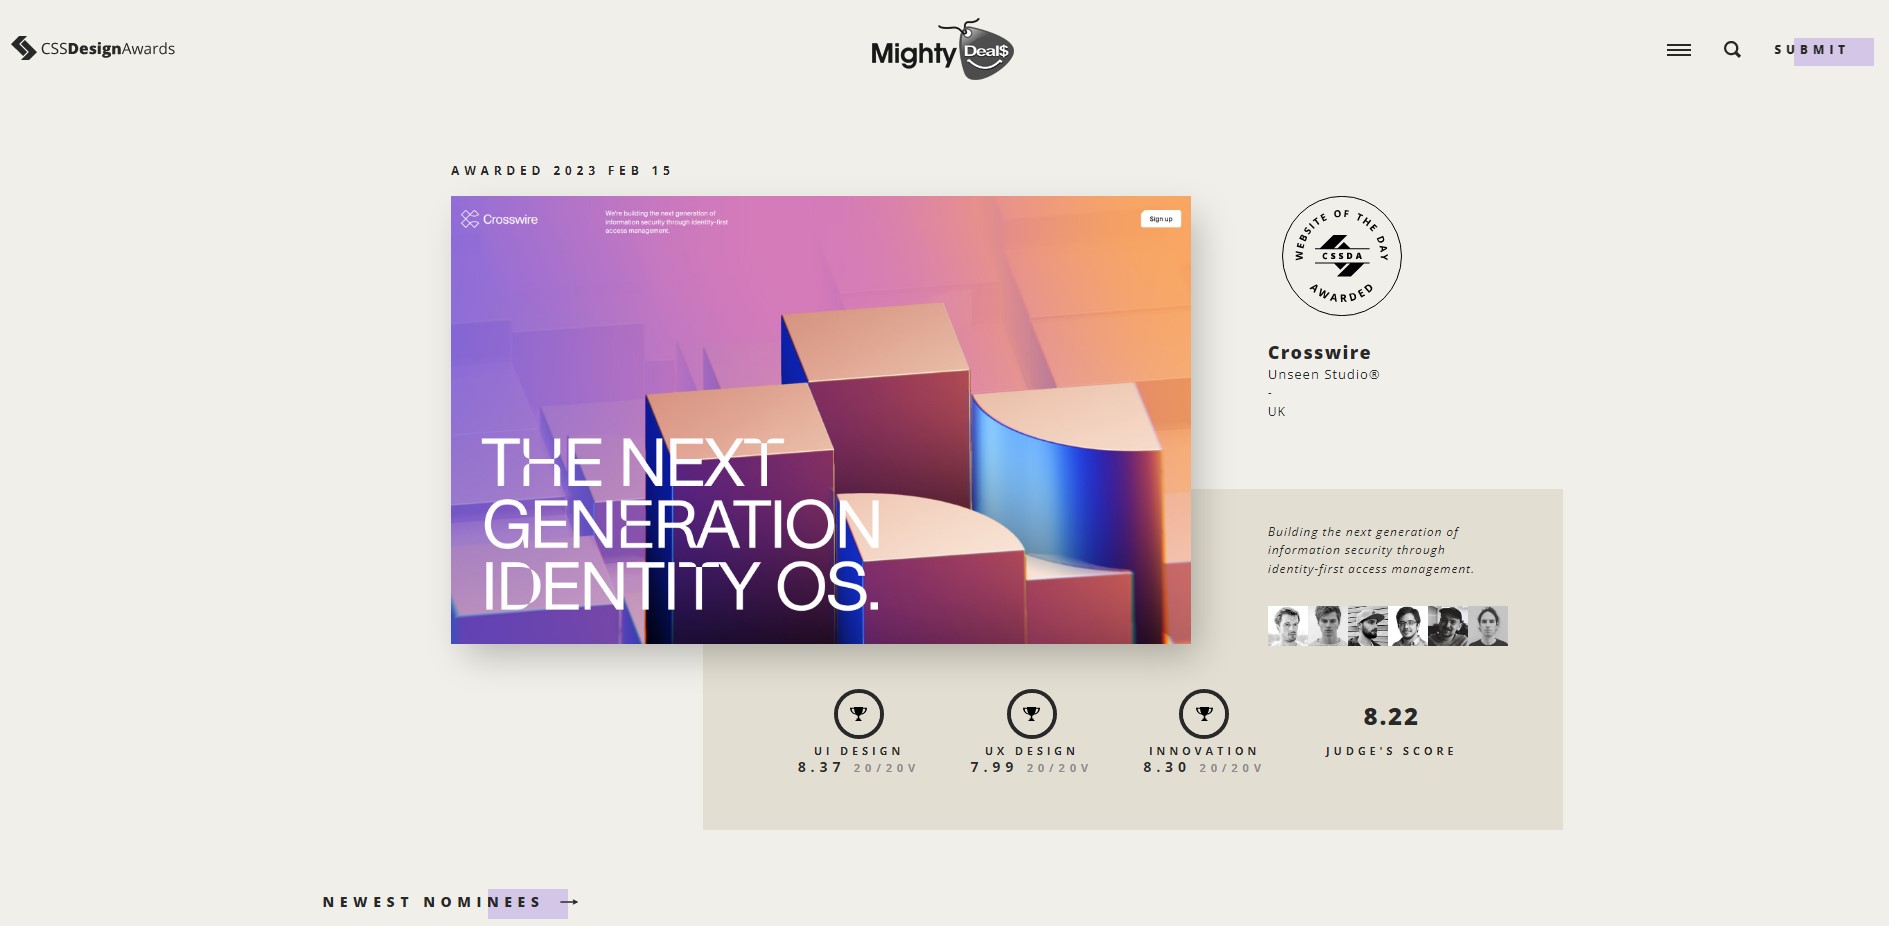 CSSDesignAwards
Mighty Deal$
SUBMIT
AWARDED 2023 FEB 15
Crosswire
We're building the next generation of
information security through identity-first
access management.
Sign up
THE NEXT
GENERATION
IDENTITY OS.
WEBSITE OF THE DAY
CSSDA
AWARDED
Crosswire
Unseen Studio®
-
UK
Building the next generation of
information security through
identity-first access management.
UI DESIGN
8.37 20/20V
UX DESIGN
7.99 20/20V
INNOVATION
8.30 20/20V
8.22
JUDGE'S SCORE
NEWEST NOMINEES →